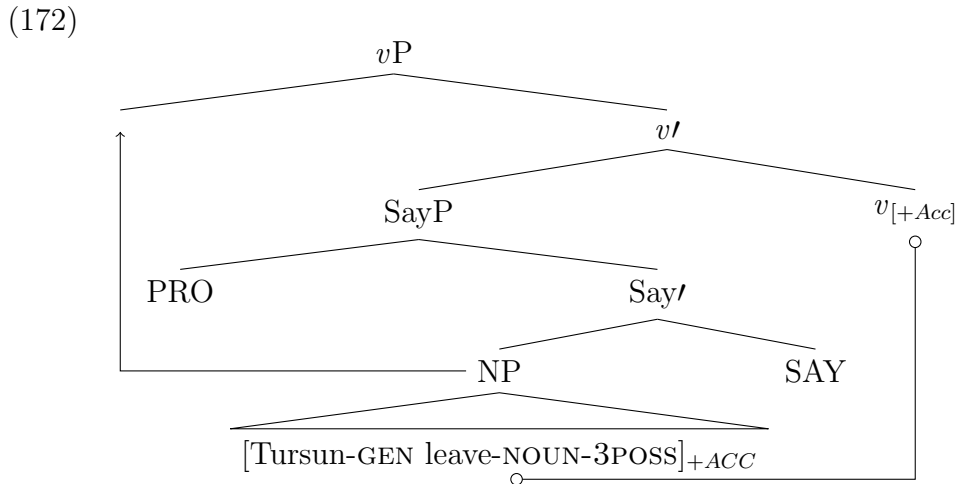 (172)
vP
v′
SayP v[+Acc]
PRO Say′
NP SAY
[Tursun-GEN leave-NOUN-3POSS]+ACC